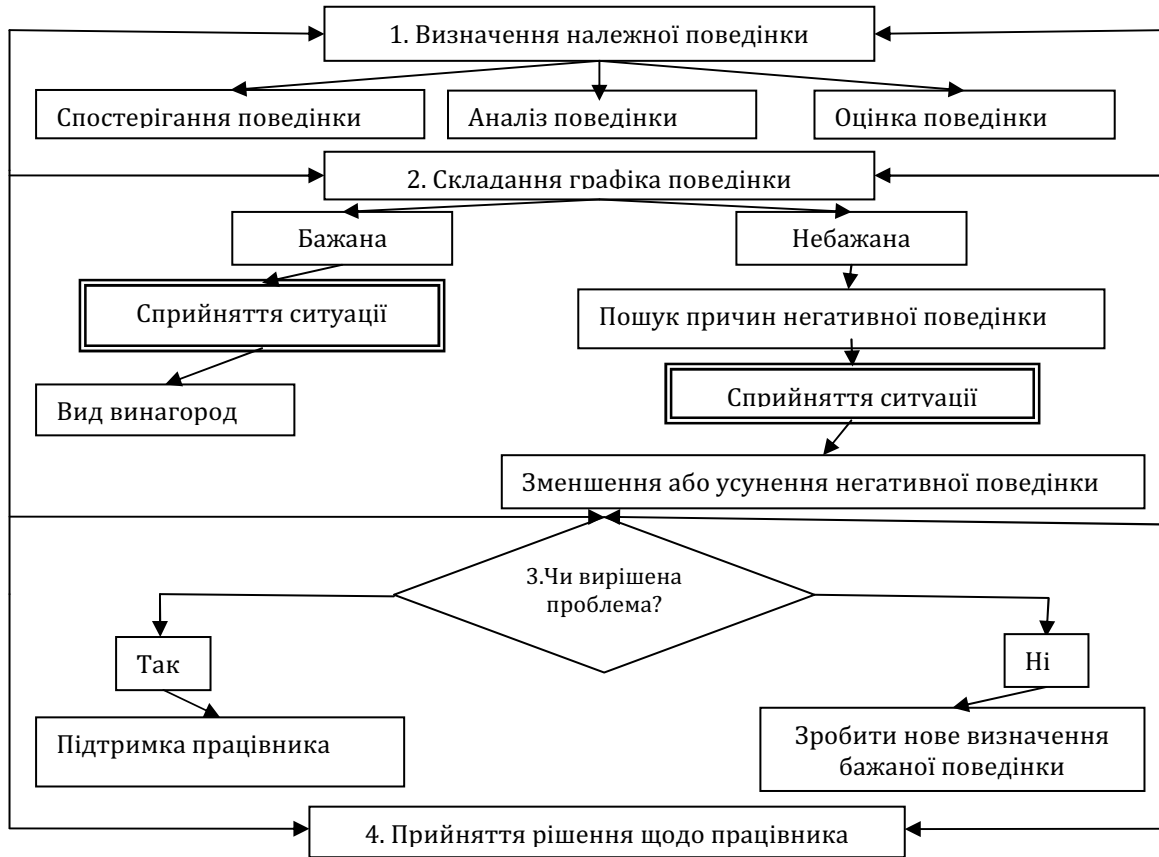 1. Визначення належної поведінки
Спостерігання поведінки
Аналіз поведінки
Оцінка поведінки
2. Складання графіка поведінки
Бажана
Небажана
Сприйняття ситуації
Пошук причин негативної поведінки
Вид винагород
Сприйняття ситуації
Зменшення або усунення негативної поведінки
3.Чи вирішена
проблема?
Так
Ні
Підтримка працівника
Зробити нове визначення
бажаної поведінки
4. Прийняття рішення щодо працівника